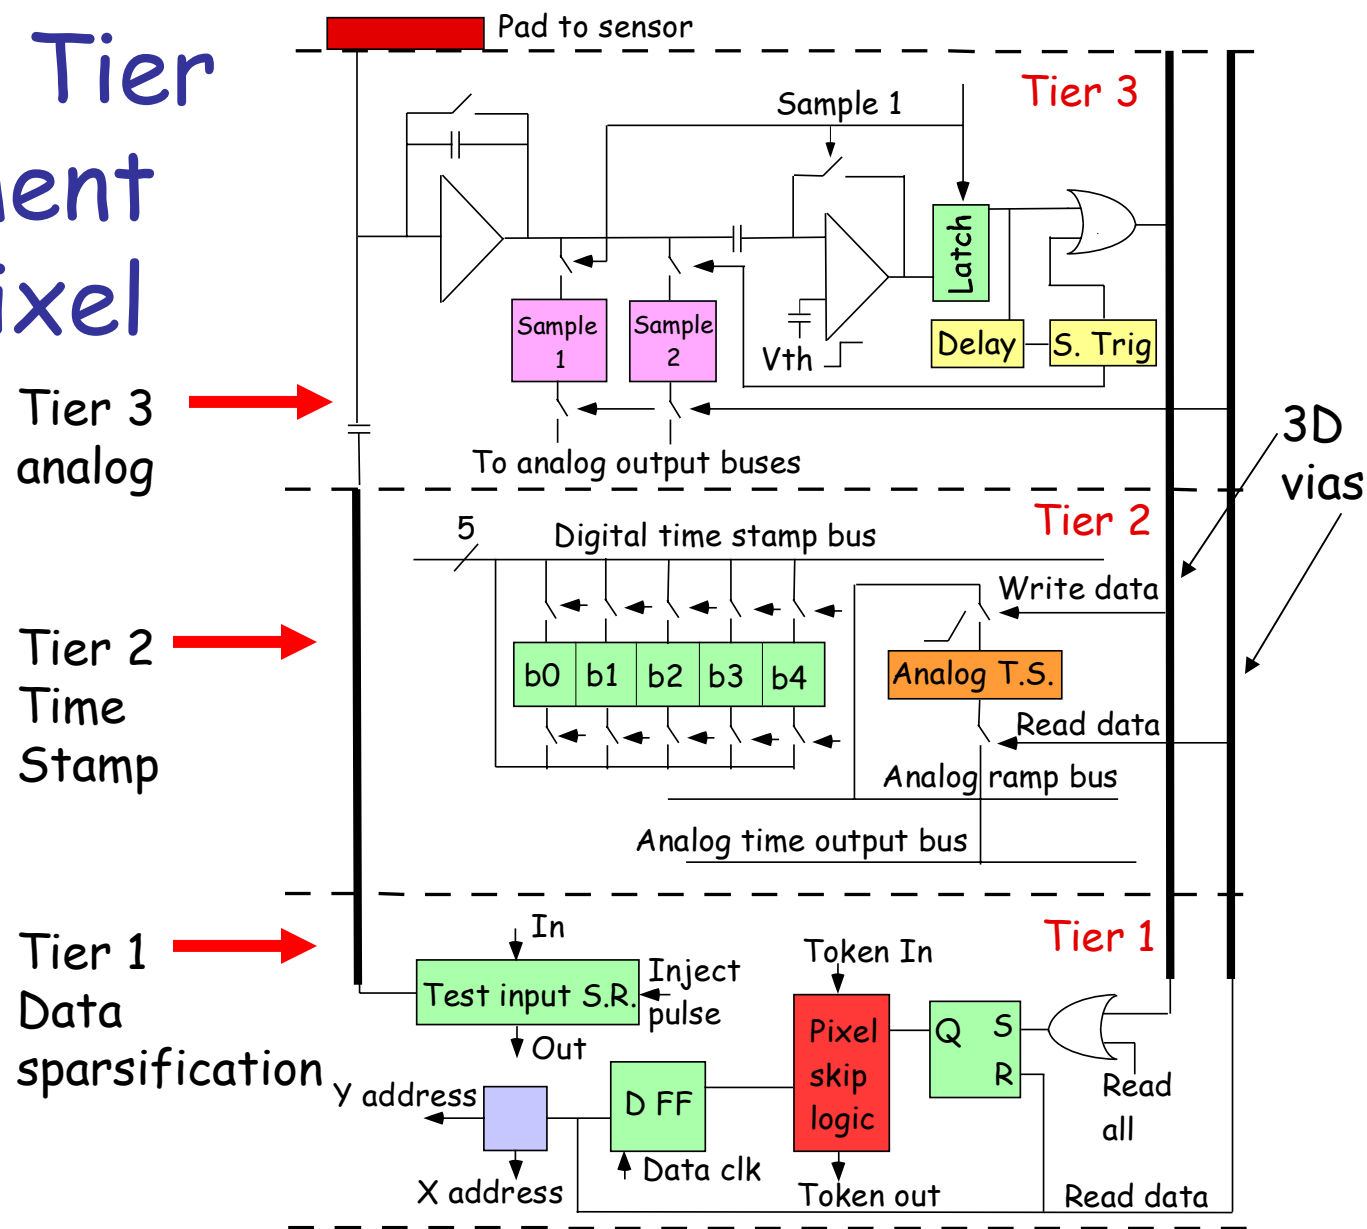 Tier
ment
ixel
Pad to sensor
Tier 3
Sample 1
Latch
Sample
1
Sample
2
Vth
Delay
S. Trig
To analog output buses
Tier 3
analog
3D
vias
Tier 2
5
Digital time stamp bus
Write data
b0 b1 b2 b3 b4
Analog T.S.
Read data
Analog ramp bus
Analog time output bus
Tier 2
Time
Stamp
Tier 1
In
Token In
Test input S.R.
Inject
pulse
Out
Pixel
skip
logic
Q S
R
Read
all
Tier 1
Data
sparsification
Y address
D FF
Data clk
X address
Token out
Read data